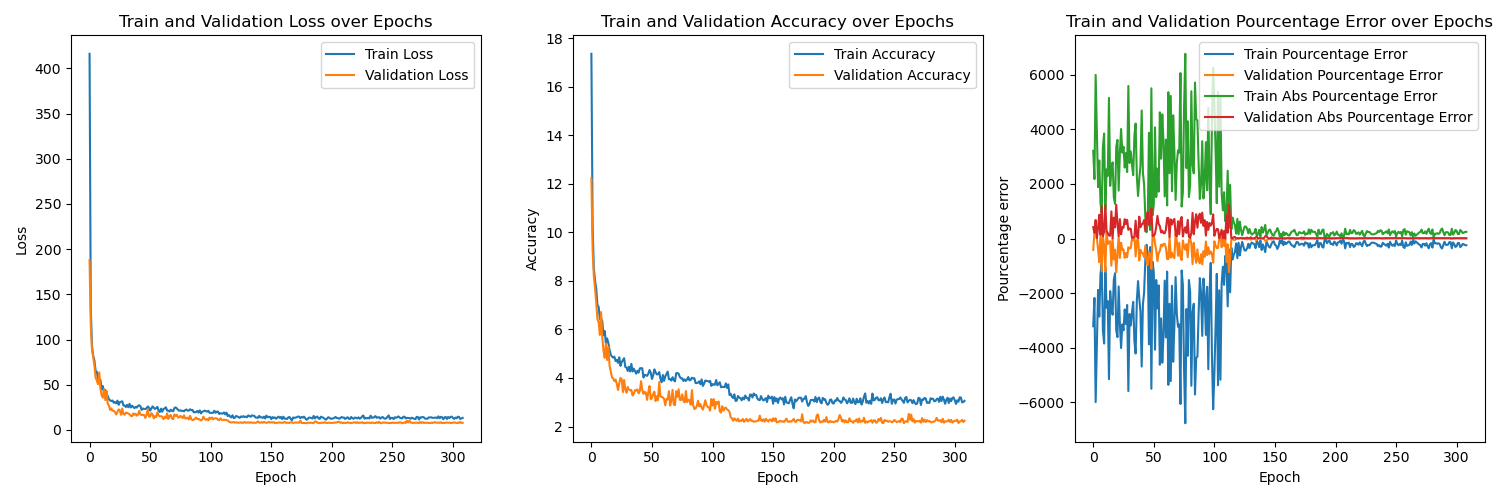 Train and Validation Loss over Epochs
Train Loss
Validation Loss
Loss
400
350
300
250
200
150
100
50
0
0 50 100 150 200 250 300
Epoch
Train and Validation Accuracy over Epochs
Train Accuracy
Validation Accuracy
Accuracy
18
16
14
12
10
8
6
4
2
0 50 100 150 200 250 300
Epoch
Train and Validation Pourcentage Error over Epochs
Train Pourcentage Error
Validation Pourcentage Error
Train Abs Pourcentage Error
Validation Abs Pourcentage Error
Pourcentage error
6000
4000
2000
0
−2000
−4000
−6000
0 50 100 150 200 250 300
Epoch